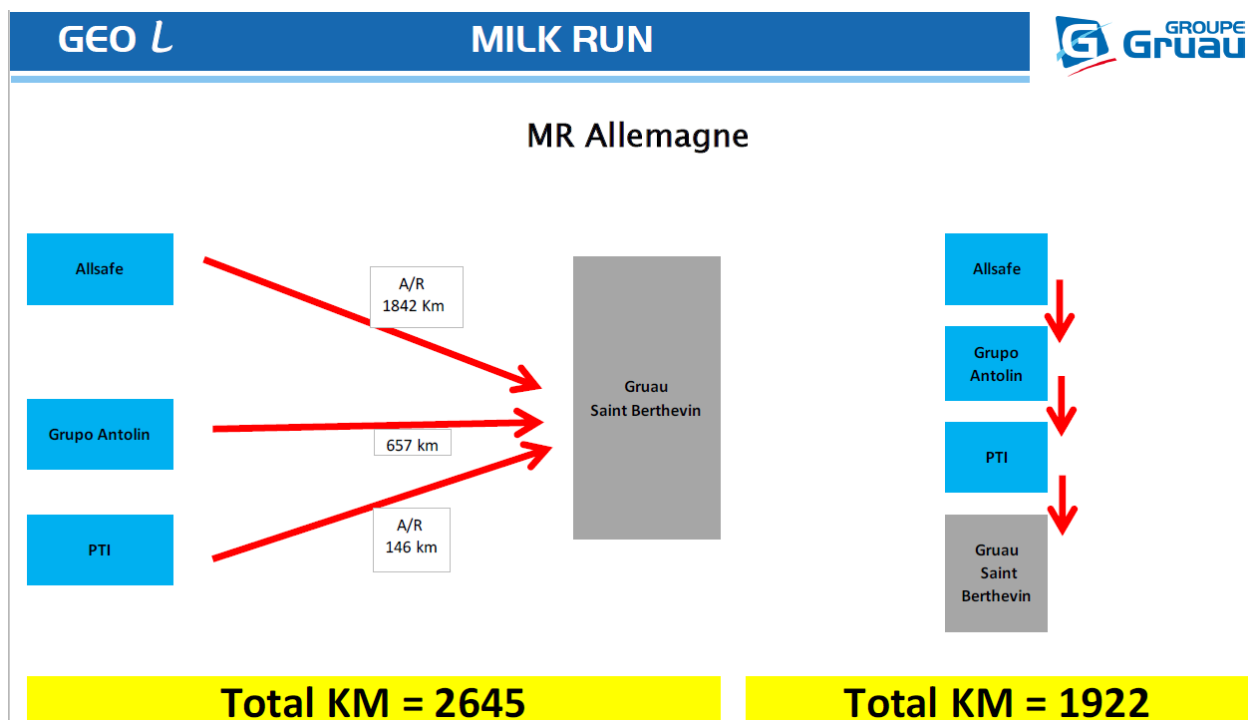 GEO L
MILK RUN
GROUPE
Gruau
MR Allemagne
Allsafe
A/R
1842 Km
Grupo Antolin
657 km
PTI
A/R
146 km
Gruau
Saint Berthevin
Allsafe
Grupo
Antolin
PTI
Gruau
Saint
Berthevin
Total KM = 2645
Total KM = 1922